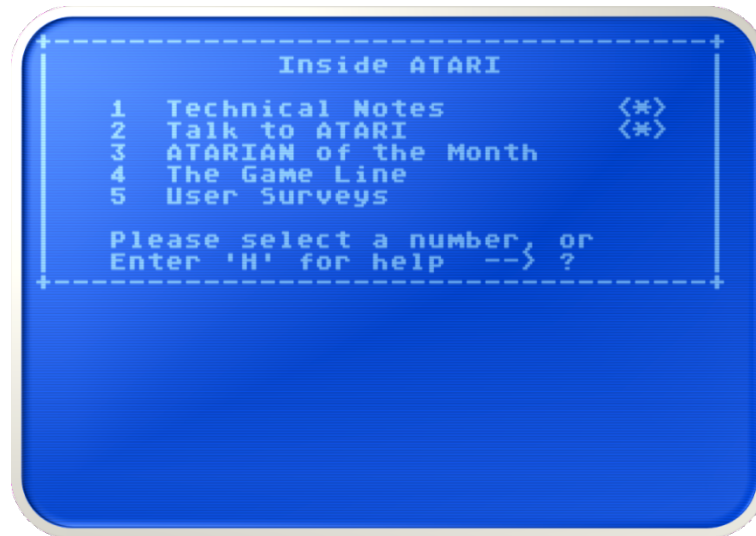 Inside ATARI
1 Technical Notes <*>
2 Talk to ATARI <*>
3 ATARIAN of the Month
4 The Game Line
5 User Surveys
Please select a number, or
Enter 'H' for help --> ?